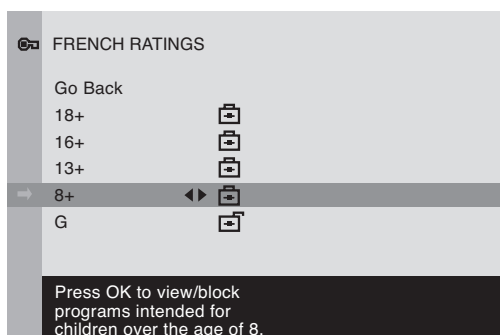 FRENCH RATINGS
Go Back
18+
16+
13+
8+
G
Press OK to view/block
programs intended for
children over the age of 8.